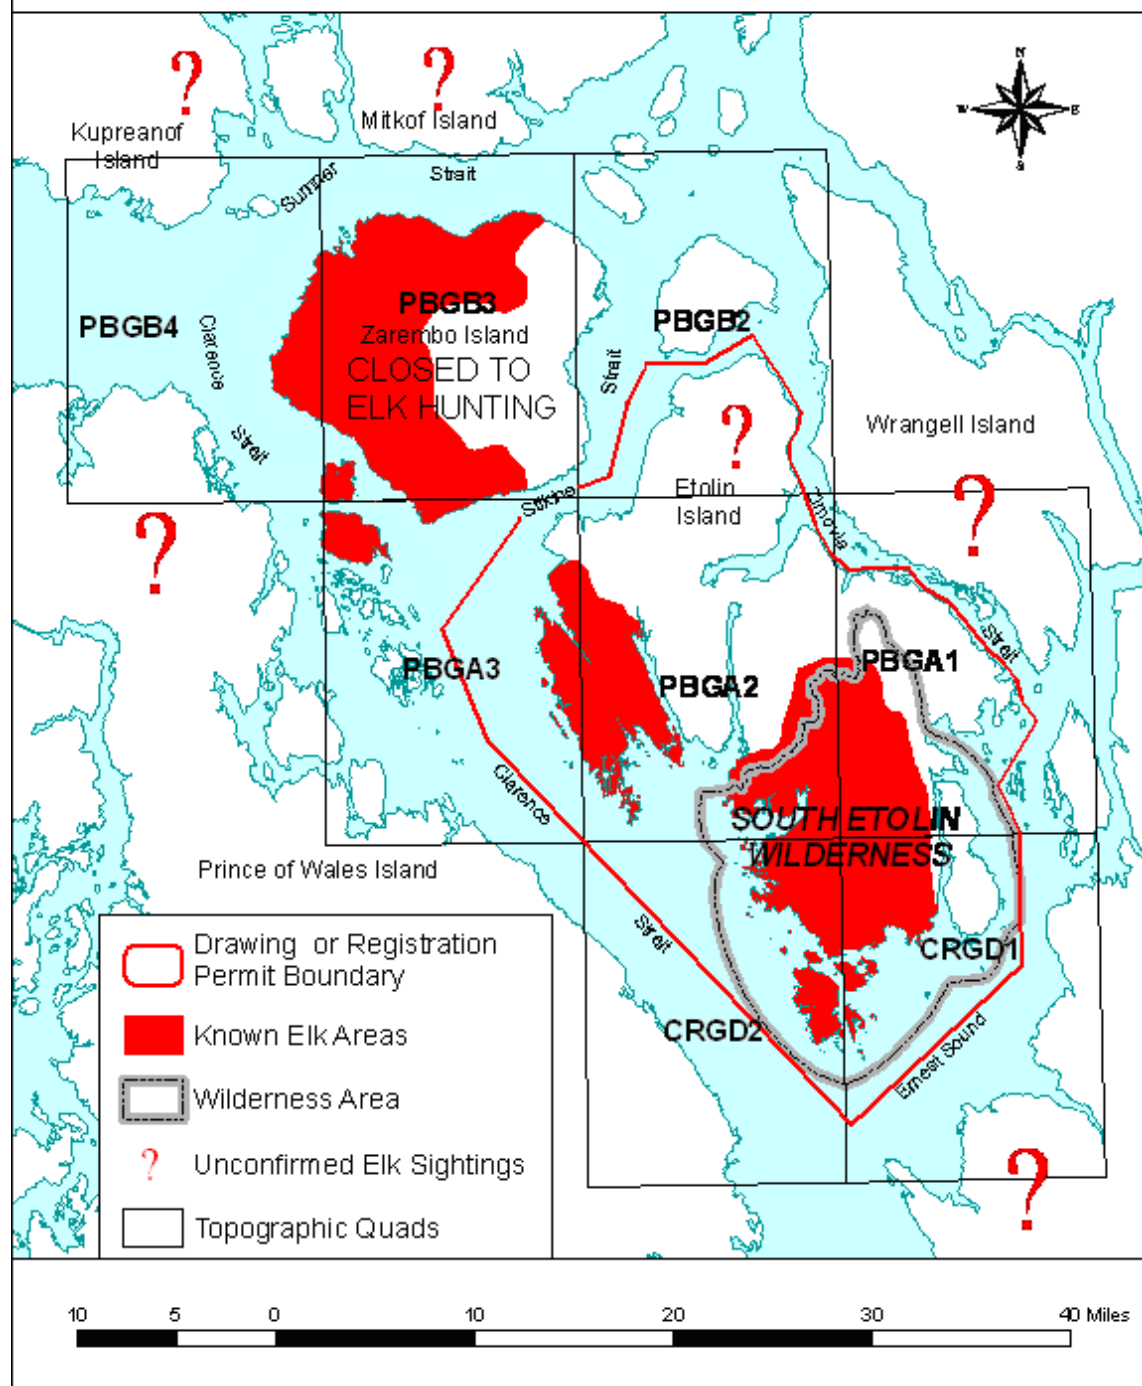 ?
?
N
W
E
S
Kupreanof
Island
Mitkof Island
Sumner
Strait
PBGB4
Clarence
Strait
PBGB3
Zarembo Island
CLOSED TO
ELK HUNTING
PBGB2
Strait
Stikine
?
Wrangell Island
Etolin
Island
Zimovia
Strait
?
?
PBGA3
PBGA2
PBGA1
Clarence
Strait
SOUTH ETOLIN
WILDERNESS
Prince of Wales Island
CRGD1
CRGD2
Ernest Sound
?
Drawing or Registration
Permit Boundary
Known Elk Areas
Wilderness Area
? Unconfirmed Elk Sightings
Topographic Quads
10 5 0 10 20 30 40 Miles